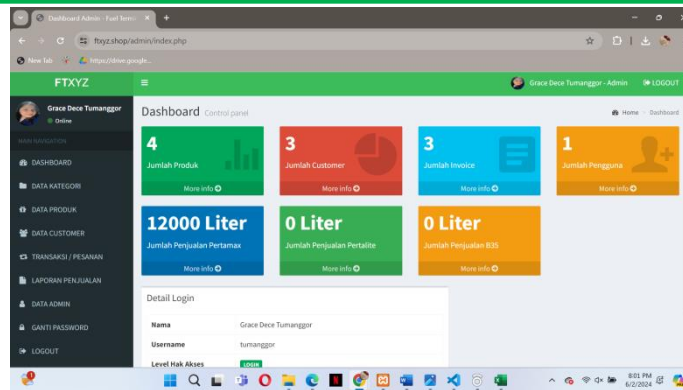 Dashboard Admin - Fuel Termi
ftxyz.shop/admin/index.php
New Tab
https://drive.google...
FTXYZ
Grace Dece Tumanggor - Admin
LOGOUT
Grace Dece Tumanggor
Online
MAIN NAVIGATION
DASHBOARD
DATA KATEGORI
DATA PRODUK
DATA CUSTOMER
TRANSAKSI / PESANAN
LAPORAN PENJUALAN
DATA ADMIN
GANTI PASSWORD
LOGOUT
Dashboard Control panel
Home > Dashboard
4
Jumlah Produk
More info
3
Jumlah Customer
More info
3
Jumlah Invoice
More info
1
Jumlah Pengguna
More info
12000 Liter
Jumlah Penjualan Pertamax
More info
0 Liter
Jumlah Penjualan Pertalite
More info
0 Liter
Jumlah Penjualan B35
More info
Detail Login
Nama Grace Dece Tumanggor
Username tumanggor
Level Hak Akses LOGIN
8:01 PM
6/2/2024